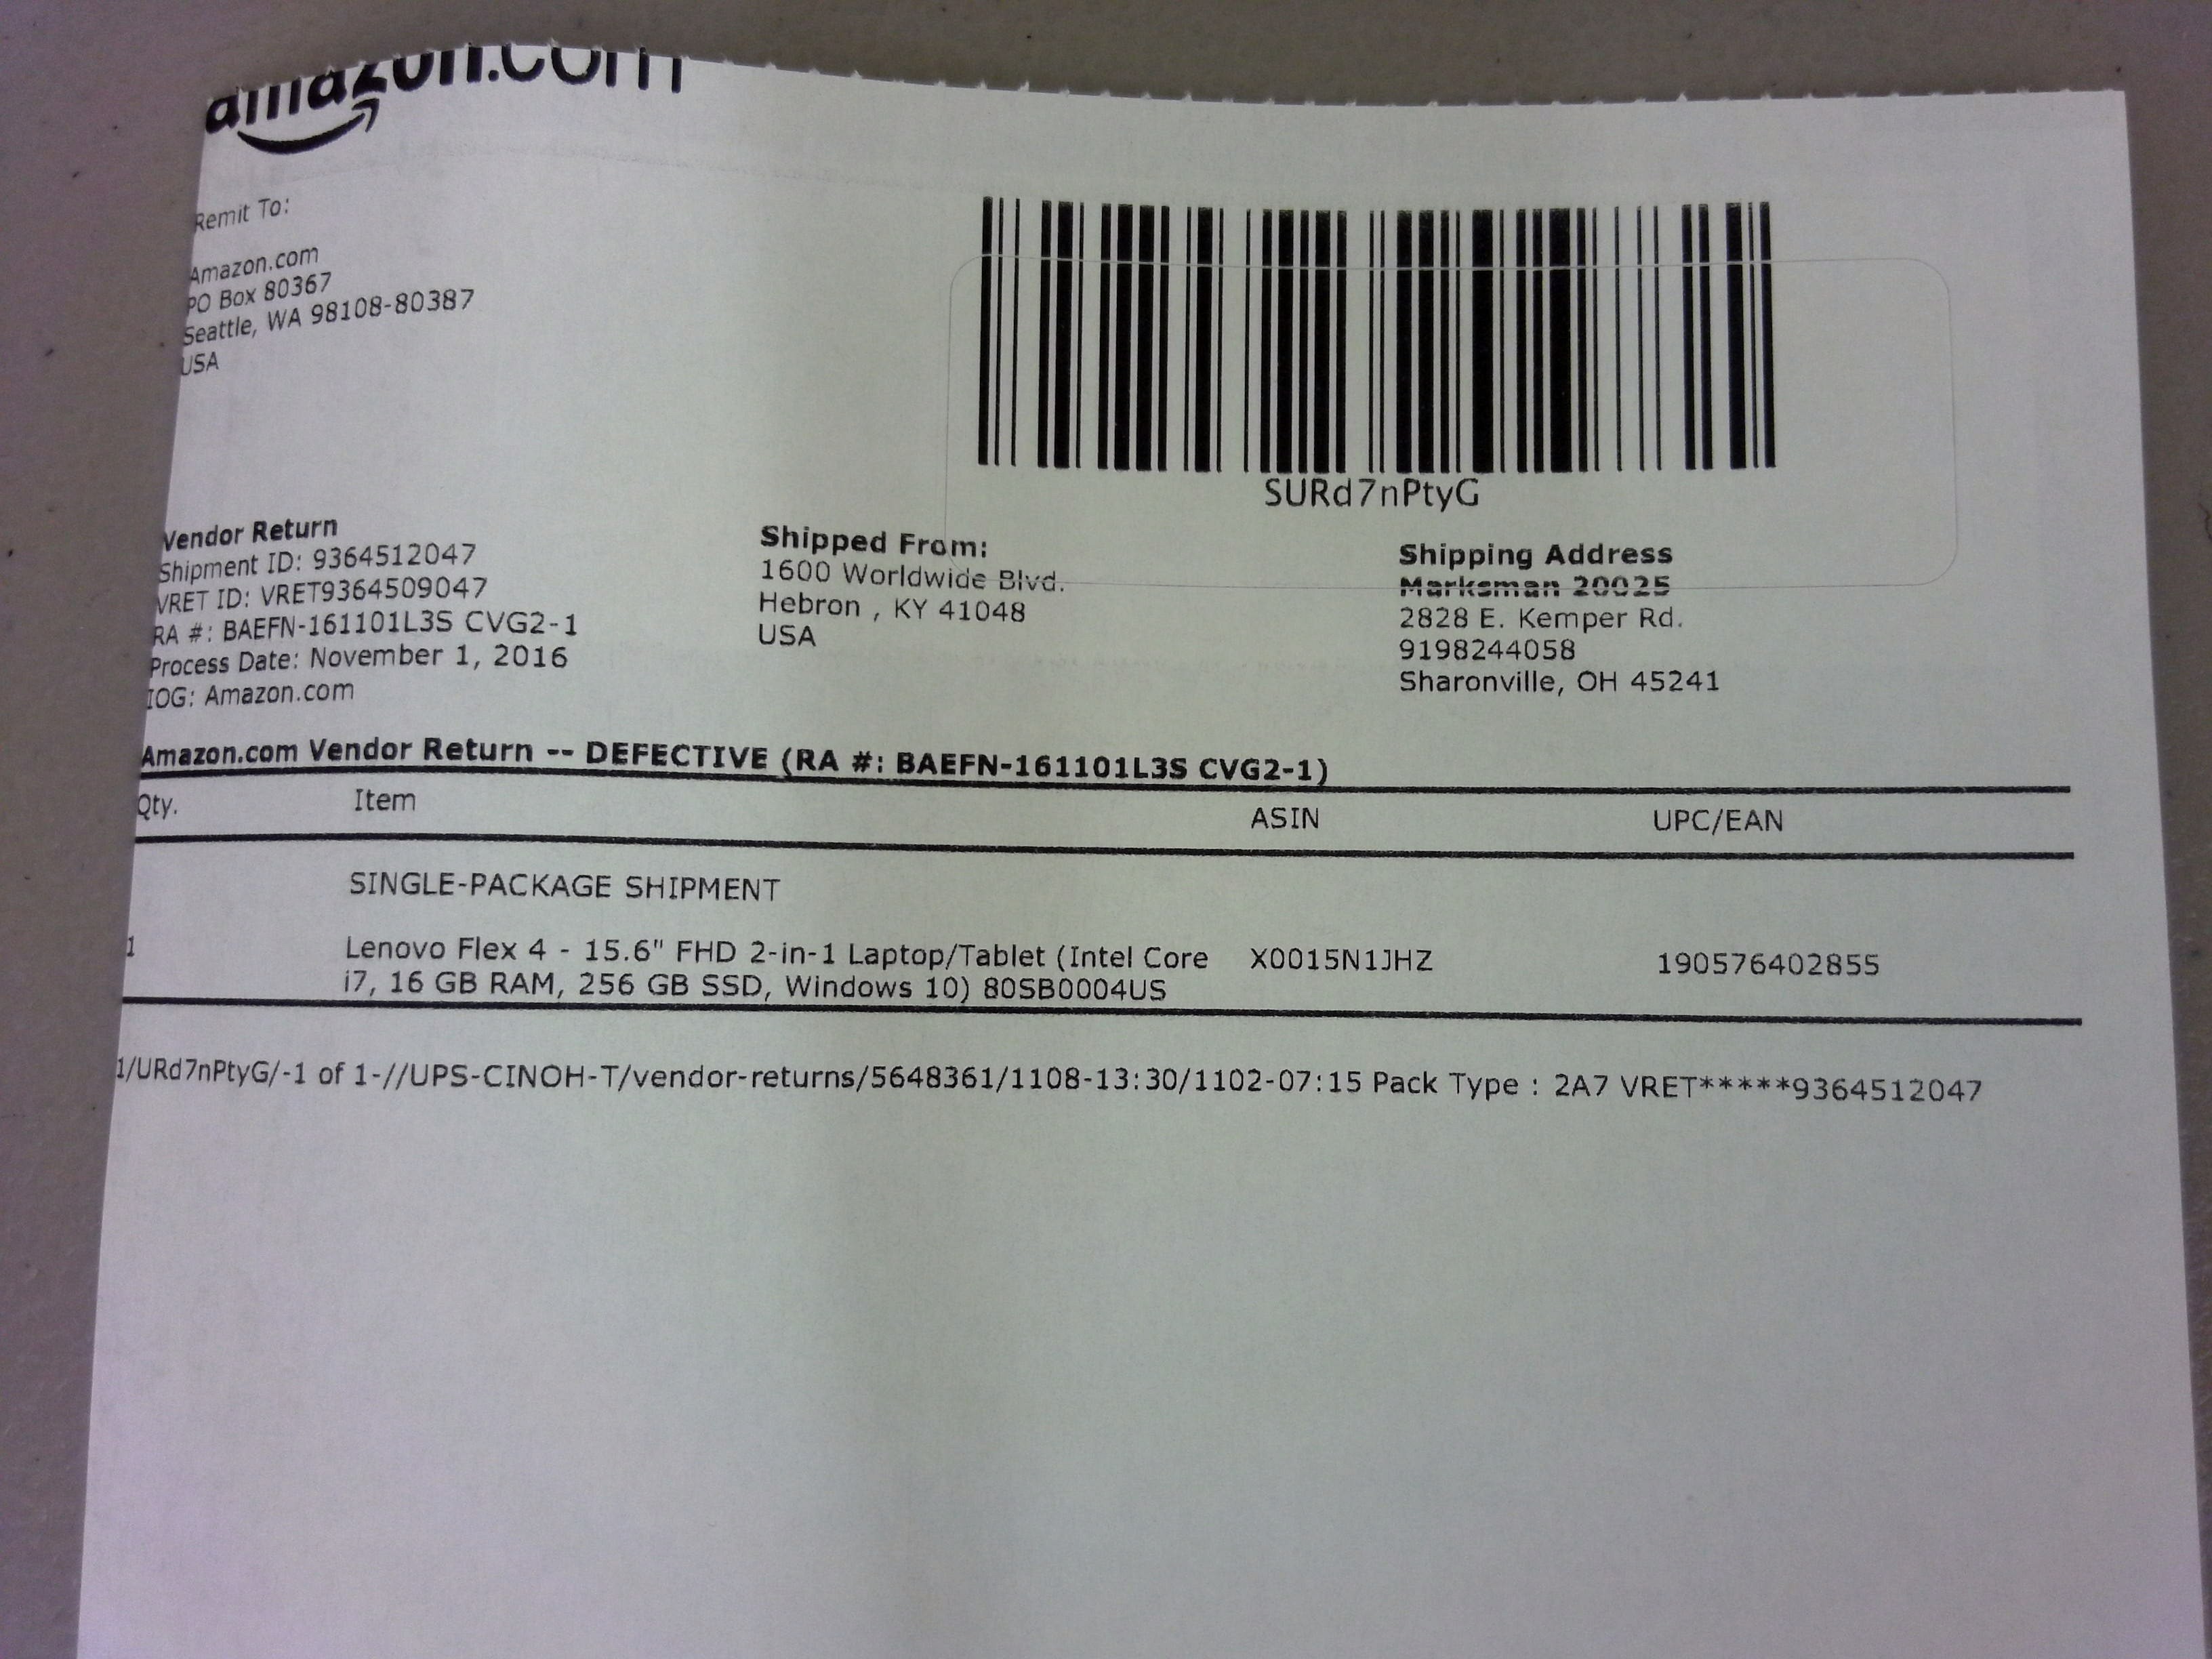 amazon.com
Remit To:
Amazon.com
PO Box 80367
Seattle, WA 98108-80387
USA
SURd7nPtyG
Vendor Return
Shipment ID: 9364512047
VRET ID: VRET9364509047
RA #: BAEFN-161101L3S CVG2-1
Process Date: November 1, 2016
IOG: Amazon.com
Shipped From:
1600 Worldwide Blvd.
Hebron , KY 41048
USA
Shipping Address
Marksman 20025
2828 E. Kemper Rd.
9198244058
Sharonville, OH 45241
Amazon.com Vendor Return -- DEFECTIVE (RA #: BAEFN-161101L3S CVG2-1)
Qty. Item ASIN UPC/EAN
SINGLE-PACKAGE SHIPMENT
1 Lenovo Flex 4 - 15.6" FHD 2-in-1 Laptop/Tablet (Intel Core X0015N1JHZ 190576402855
i7, 16 GB RAM, 256 GB SSD, Windows 10) 80SB0004US
1/URd7nPtyG/-1 of 1-//UPS-CINOH-T/vendor-returns/5648361/1108-13:30/1102-07:15 Pack Type : 2A7 VRET*****9364512047